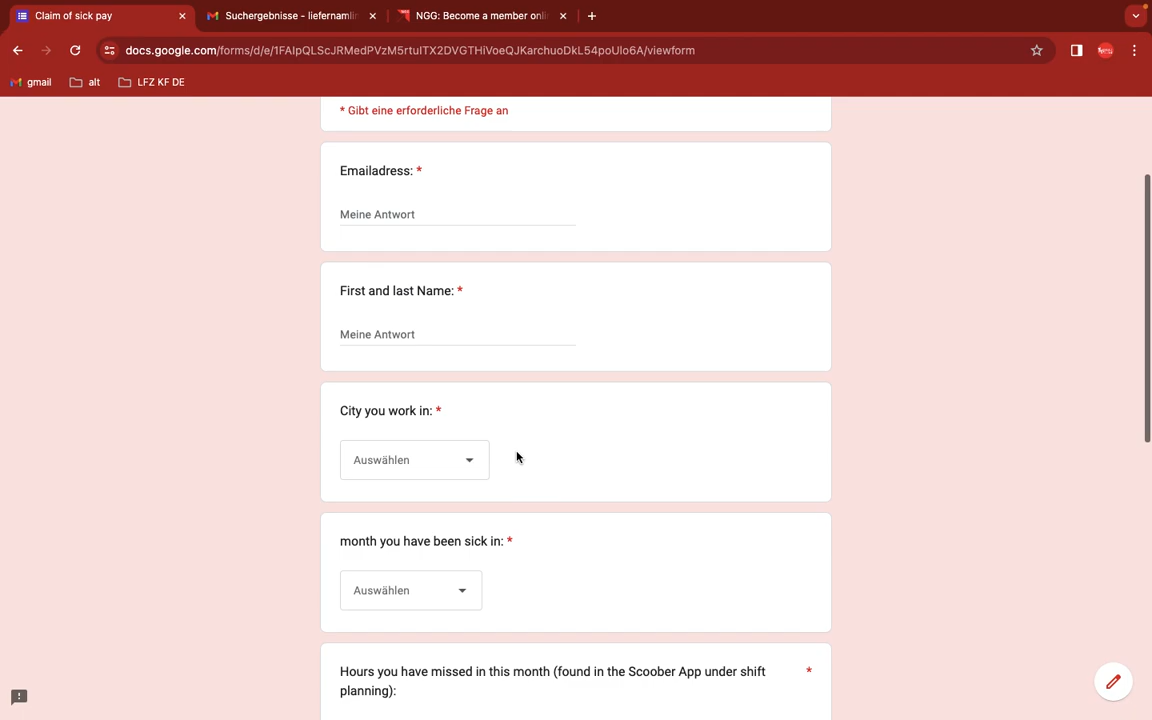 Claim of sick pay
Suchergebnisse - liefernamlin
NGG: Become a member onli
docs.google.com/forms/d/e/1FAIpQLScJRMedPVzM5rtuITX2DVGTHiVoeQJKarchuoDkL54poUlo6A/viewform
gmail
alt
LFZ KF DE
* Gibt eine erforderliche Frage an
Emailadress: *
Meine Antwort
First and last Name: *
Meine Antwort
City you work in: *
Auswählen
month you have been sick in: *
Auswählen
Hours you have missed in this month (found in the Scoober App under shift *
planning):